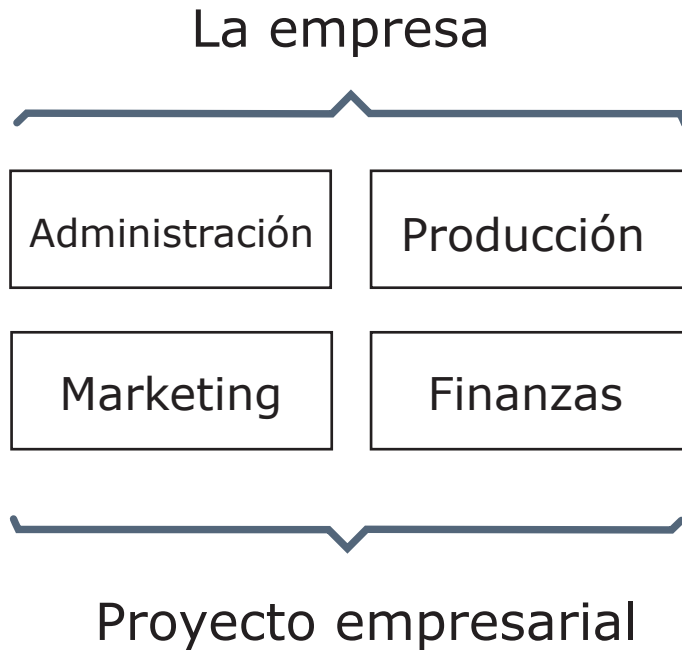 La empresa
Administración
Producción
Marketing
Finanzas
Proyecto empresarial